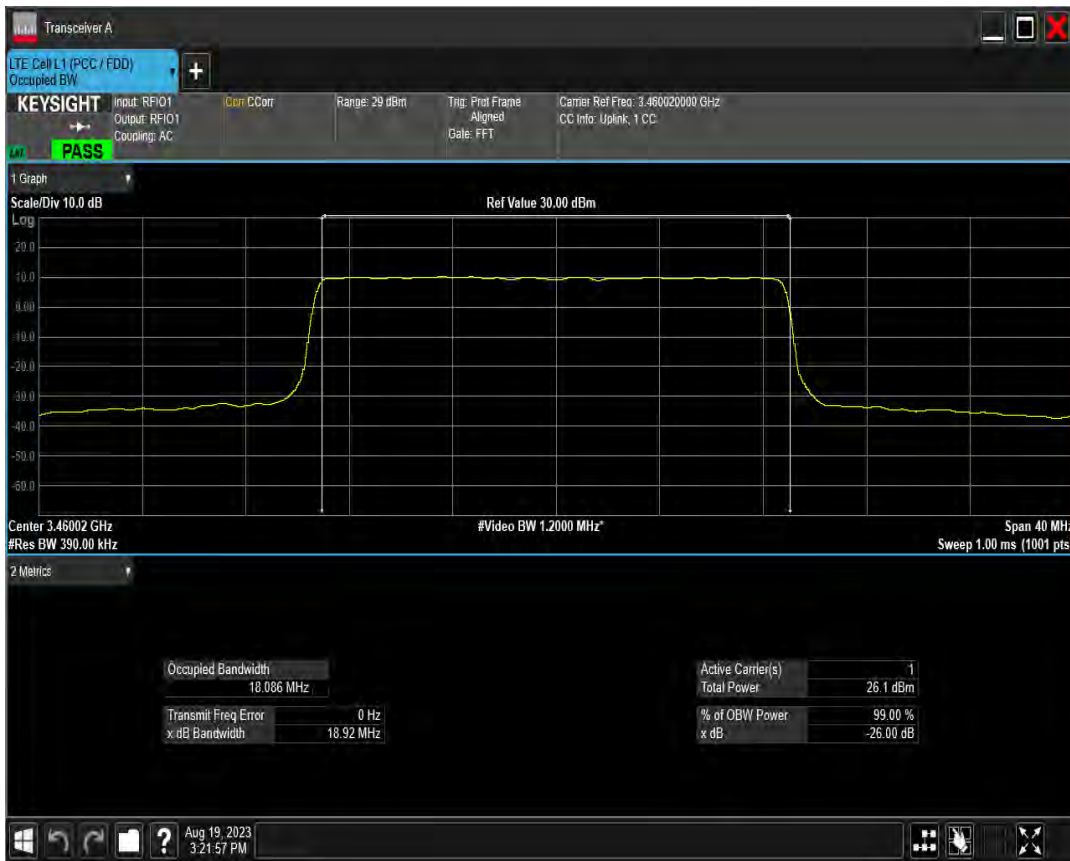 Transceiver A
LTE Cell L1 (PCC / FDD)
Occupied BW
+
KEYSIGHT
PASS
Input: RFIO1
Output: RFIO1
Coupling: AC
Corr CCorr
Range: 29 dBm
Trig: Prot Frame
Aligned
Gate: FFT
Carrier Ref Freq: 3.460020000 GHz
CC Info: Uplink, 1 CC
1 Graph
Scale/Div 10.0 dB
Ref Value 30.00 dBm
Log
20.0
10.0
0.00
-10.0
-20.0
-30.0
-40.0
-50.0
-60.0
Center 3.46002 GHz
#Video BW 1.2000 MHz*
Span 40 MHz
#Res BW 390.00 kHz
Sweep 1.00 ms (1001 pts
2 Metrics
Occupied Bandwidth
18.086 MHz
Active Carrier(s) 1
Total Power 26.1 dBm
Transmit Freq Error 0 Hz
x dB Bandwidth 18.92 MHz
% of OBW Power 99.00 %
x dB -26.00 dB
?
Aug 19, 2023
3:21:57 PM